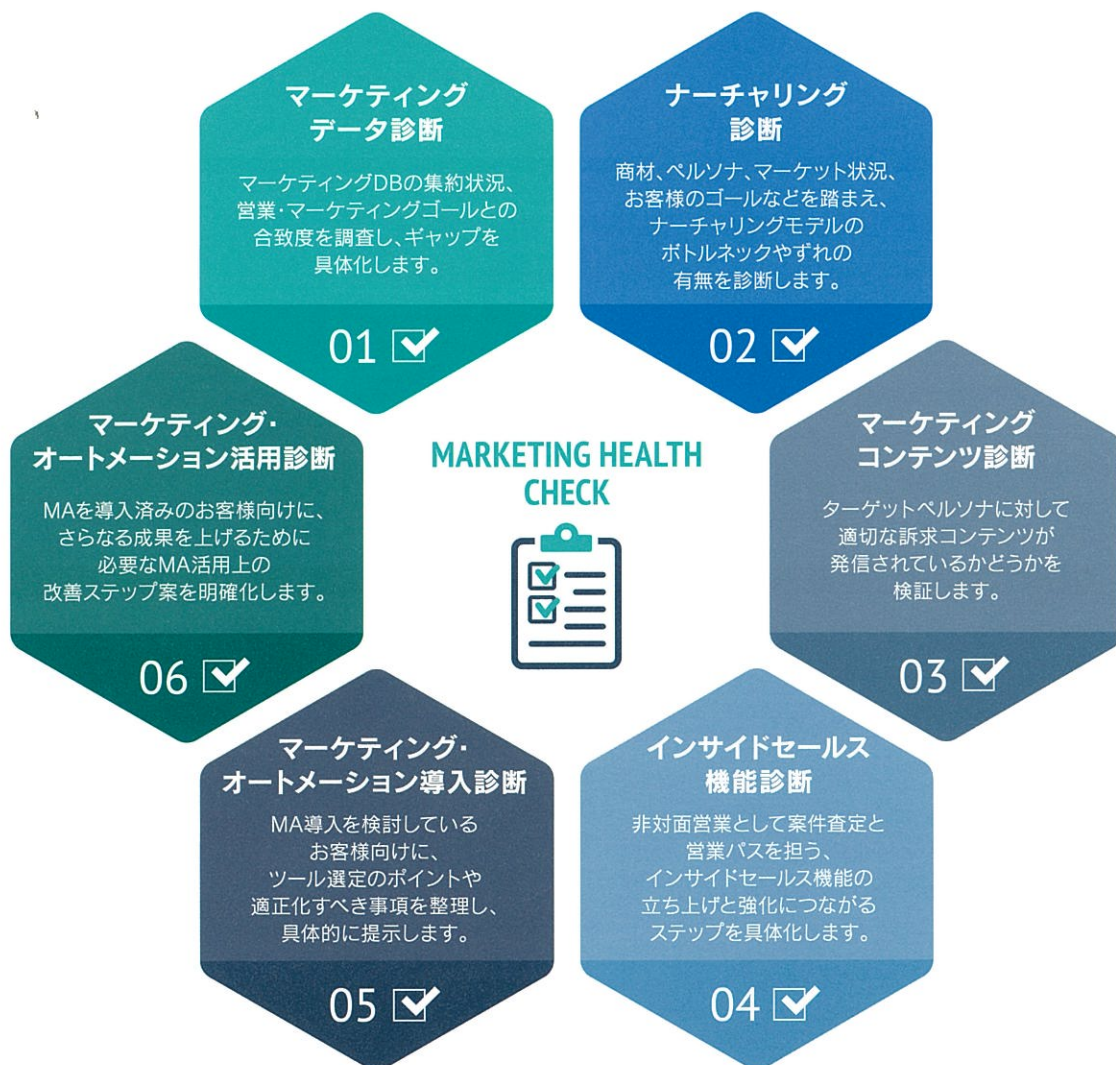 マーケティング
データ診断
マーケティングDBの集約状況、
営業・マーケティングゴールとの
合致度を調査し、ギャップを
具体化します。
01
ナーチャリング
診断
商材、ペルソナ、マーケット状況、
お客様のゴールなどを踏まえ、
ナーチャリングモデルの
ボトルネックやずれの
有無を診断します。
02
マーケティング
コンテンツ診断
ターゲットペルソナに対して
適切な訴求コンテンツが
発信されているかどうかを
検証します。
03
インサイドセールス
機能診断
非対面営業として案件査定と
営業パスを担う、
インサイドセールス機能の
立ち上げと強化につながる
ステップを具体化します。
04
マーケティング・
オートメーション導入診断
MA導入を検討している
お客様向けに、
ツール選定のポイントや
適正化すべき事項を整理し、
具体的に提示します。
05
マーケティング・
オートメーション活用診断
MAを導入済みのお客様向けに、
さらなる成果を上げるために
必要なMA活用上の
改善ステップ案を明確化します。
06
MARKETING HEALTH
CHECK